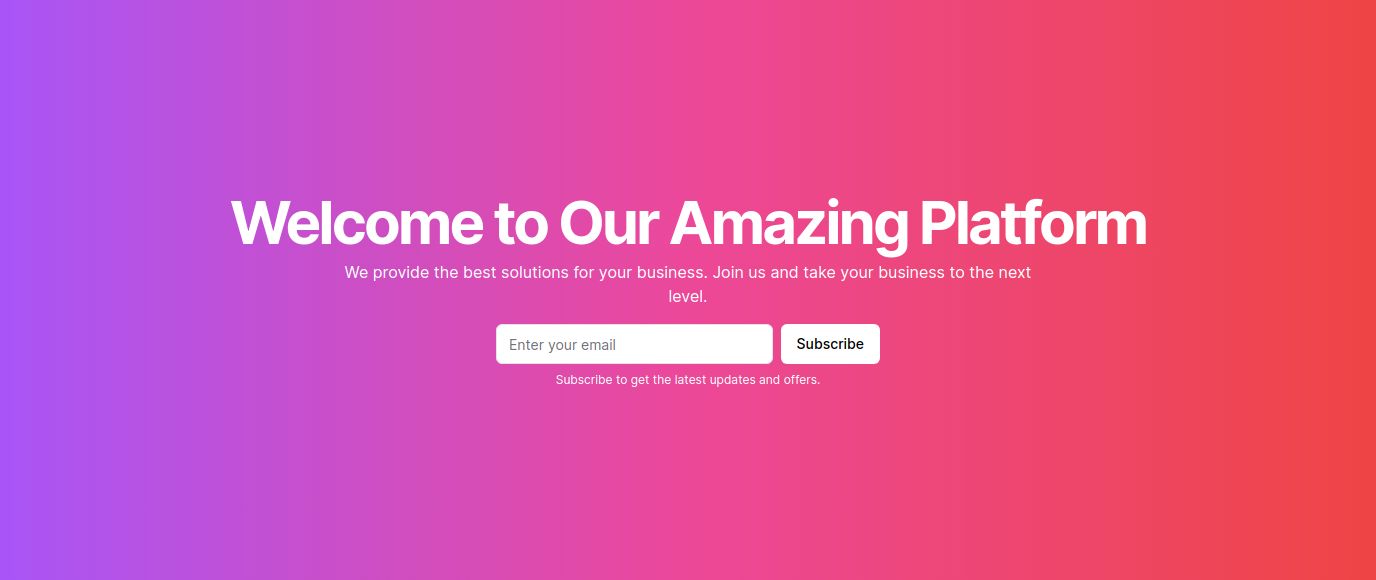 Welcome to Our Amazing Platform
We provide the best solutions for your business. Join us and take your business to the next
level.
Enter your email
Subscribe
Subscribe to get the latest updates and offers.